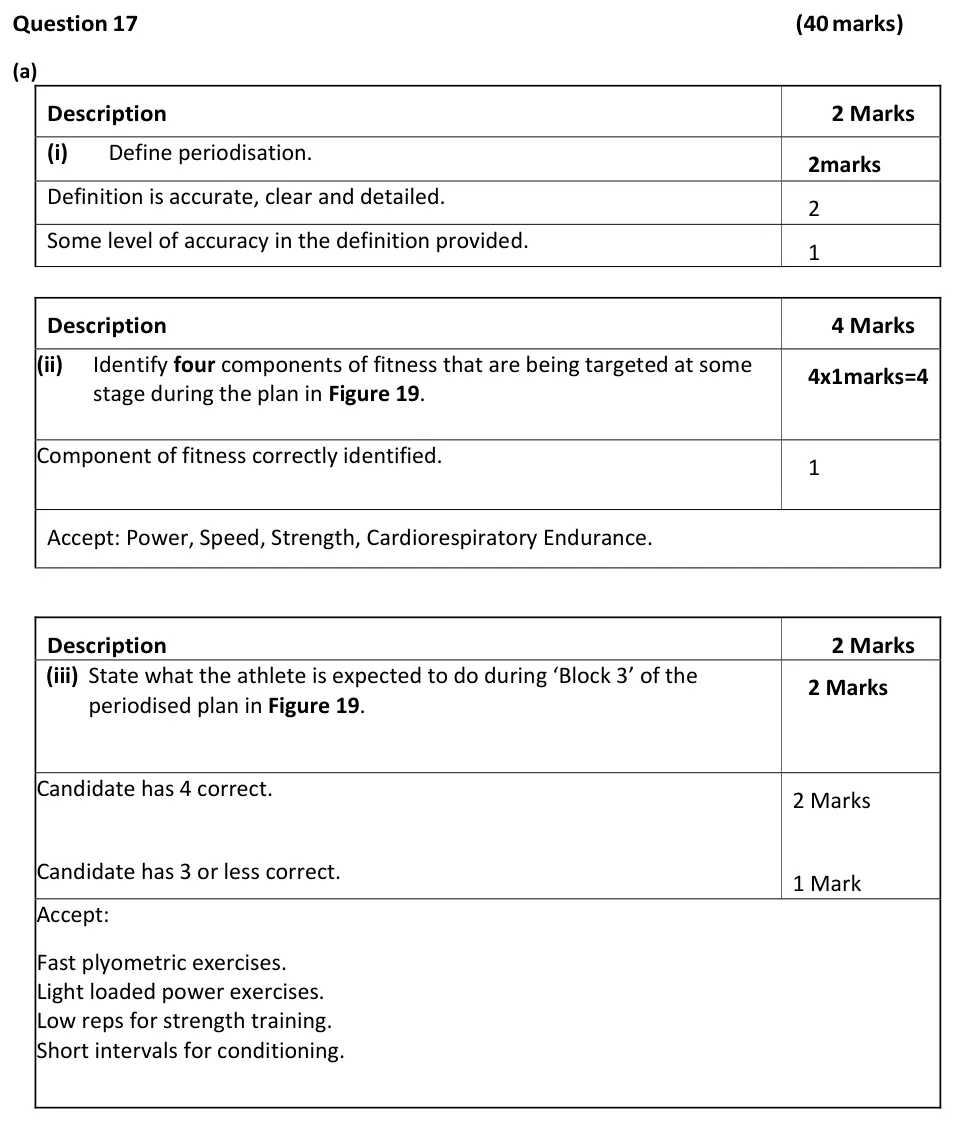 Question 17 (40 marks)
(a)
Description 2 Marks
(i) Define periodisation. 2marks
Definition is accurate, clear and detailed. 2
Some level of accuracy in the definition provided. 1
Description 4 Marks
(ii) Identify four components of fitness that are being targeted at some 4x1marks=4
stage during the plan in Figure 19.
Component of fitness correctly identified. 1
Accept: Power, Speed, Strength, Cardiorespiratory Endurance.
Description 2 Marks
(iii) State what the athlete is expected to do during ‘Block 3’ of the 2 Marks
periodised plan in Figure 19.
Candidate has 4 correct. 2 Marks
Candidate has 3 or less correct. 1 Mark
Accept:
Fast plyometric exercises.
Light loaded power exercises.
Low reps for strength training.
Short intervals for conditioning.